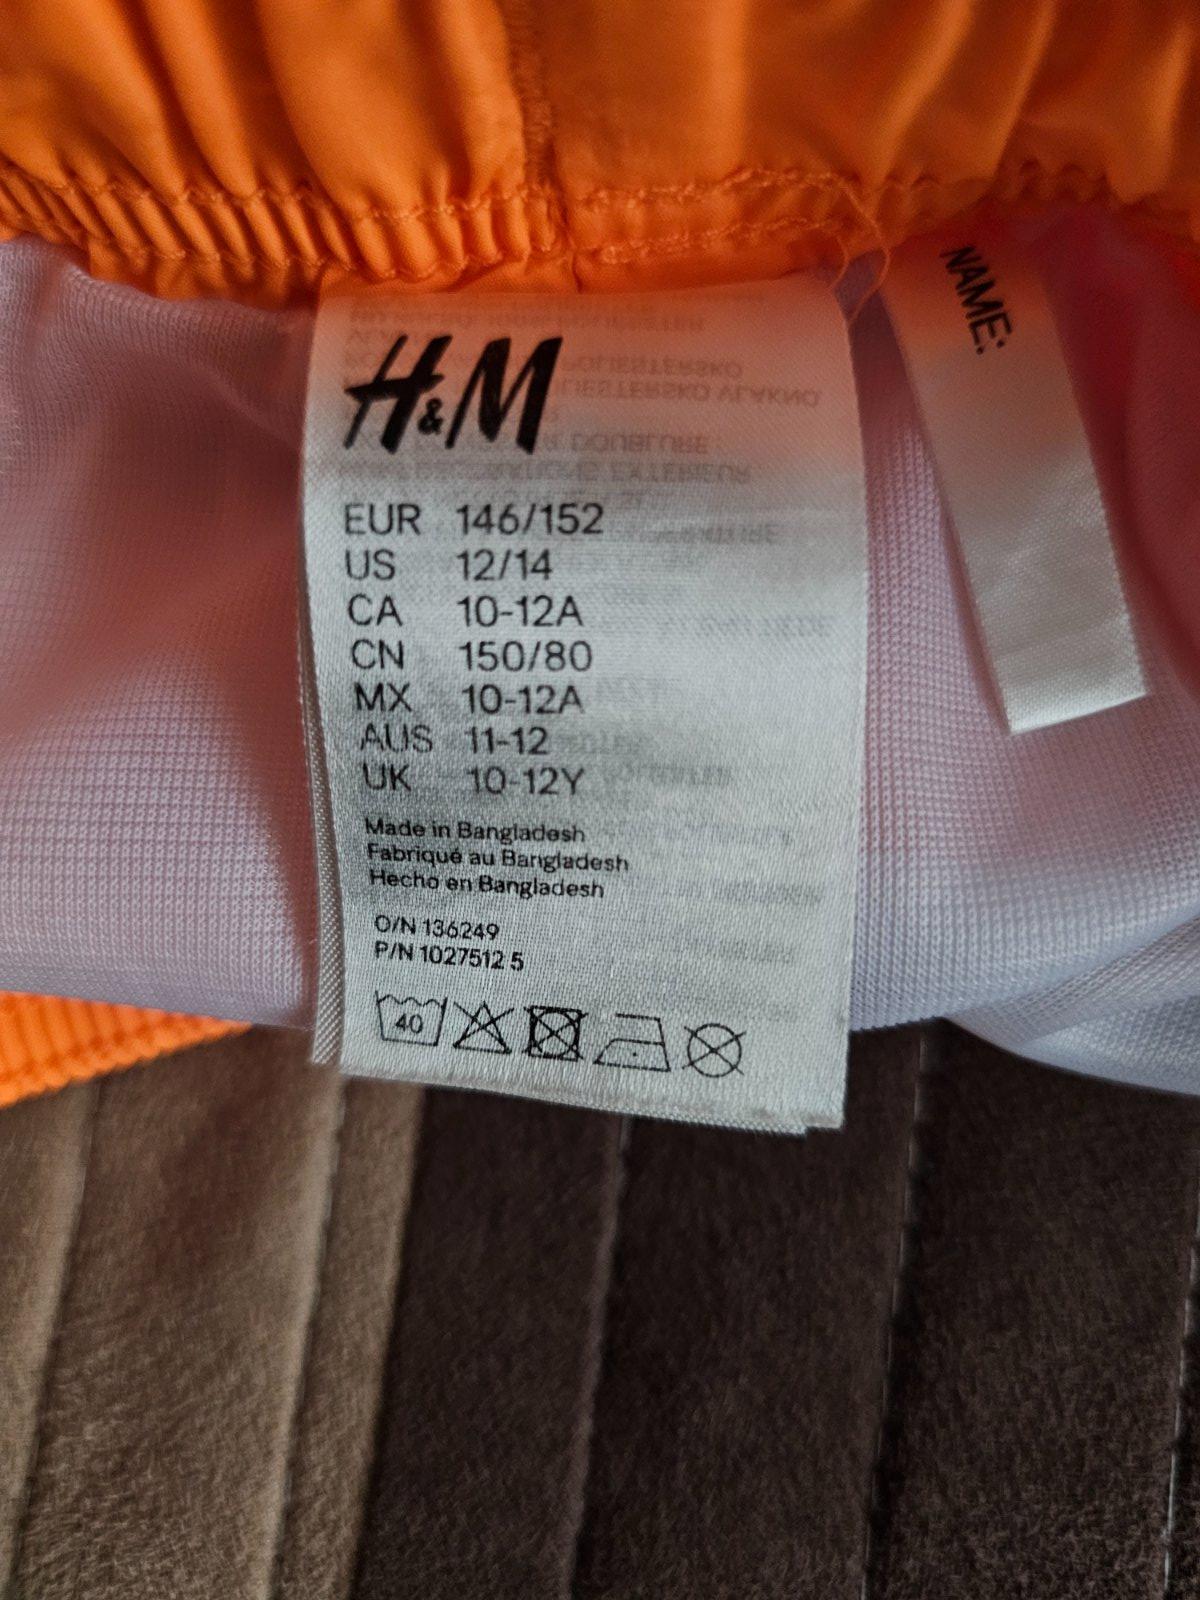 H&M
EUR 146/152
US 12/14
CA 10-12A
CN 150/80
MX 10-12A
AUS 11-12
UK 10-12Y
Made in Bangladesh
Fabriqué au Bangladesh
Hecho en Bangladesh
O/N 136249
P/N 1027512 5
40
NAME: